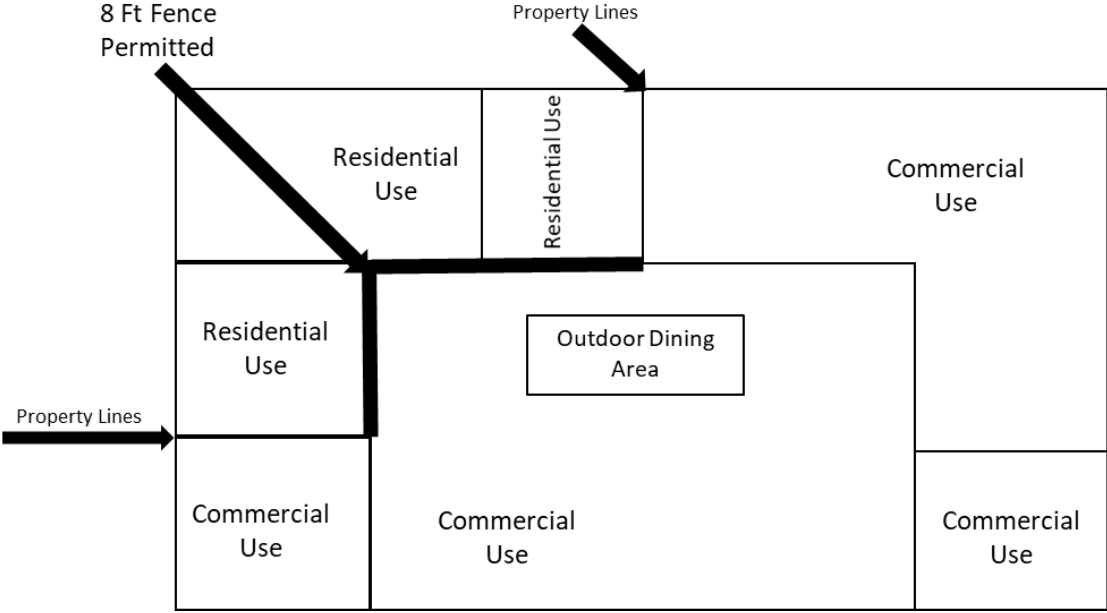 8 Ft Fence
Permitted
Property Lines
Residential
Use
Residential Use
Commercial
Use
Residential
Use
Outdoor Dining
Area
Property Lines
Commercial
Use
Commercial
Use
Commercial
Use